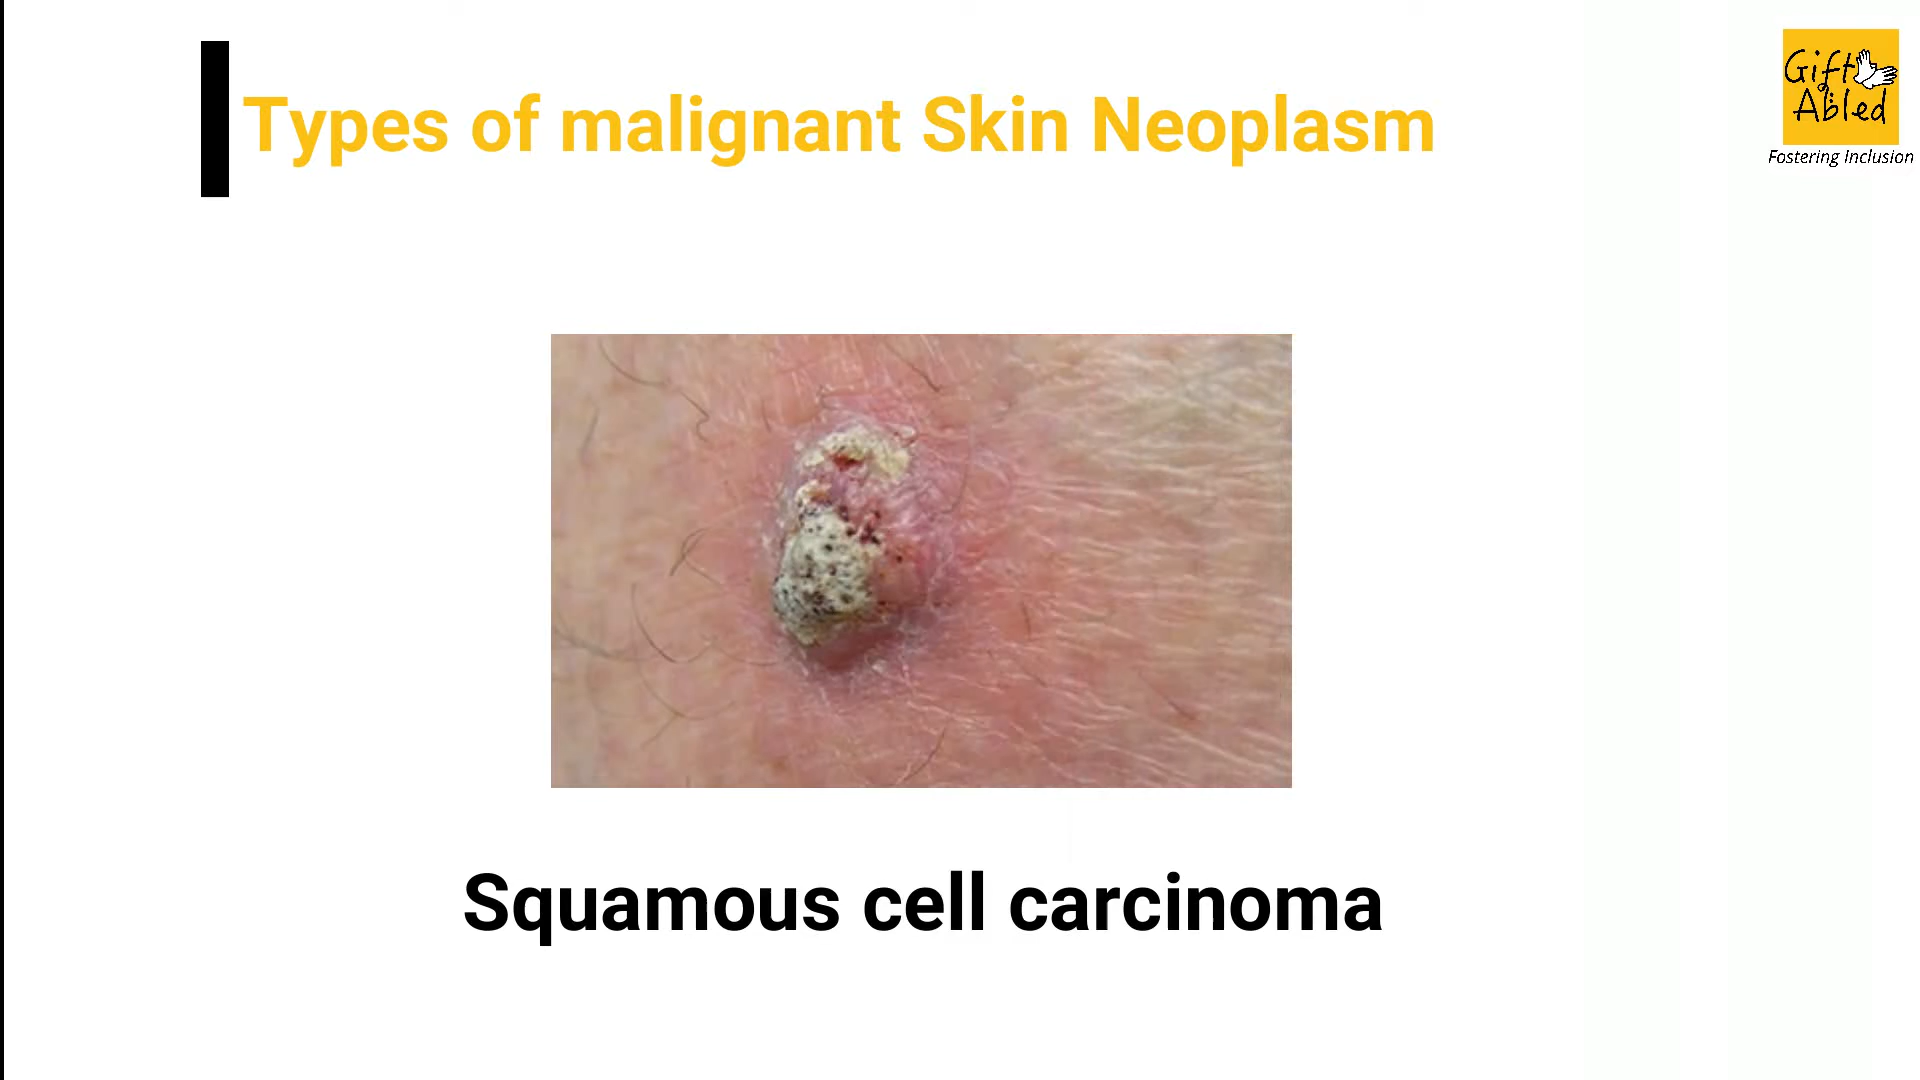 Types of malignant Skin Neoplasm
Gift
Abled
Fostering Inclusion
Squamous cell carcinoma